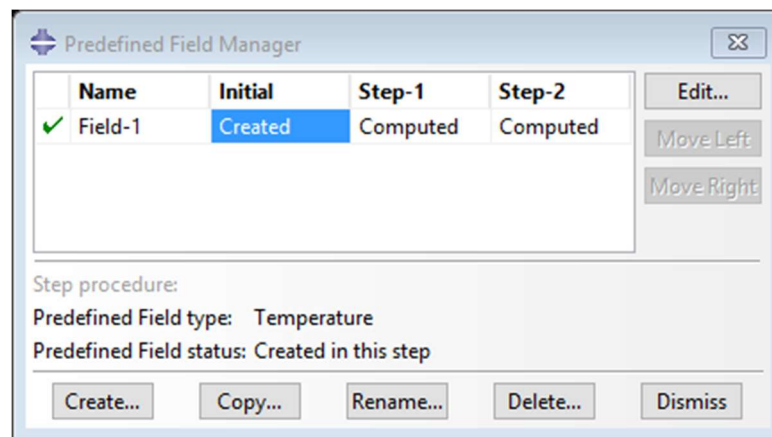 Predefined Field Manager
Name Initial Step-1 Step-2 Edit...
Field-1 Created Computed Computed
Move Left
Move Right
Step procedure:
Predefined Field type: Temperature
Predefined Field status: Created in this step
Create... Copy... Rename... Delete... Dismiss